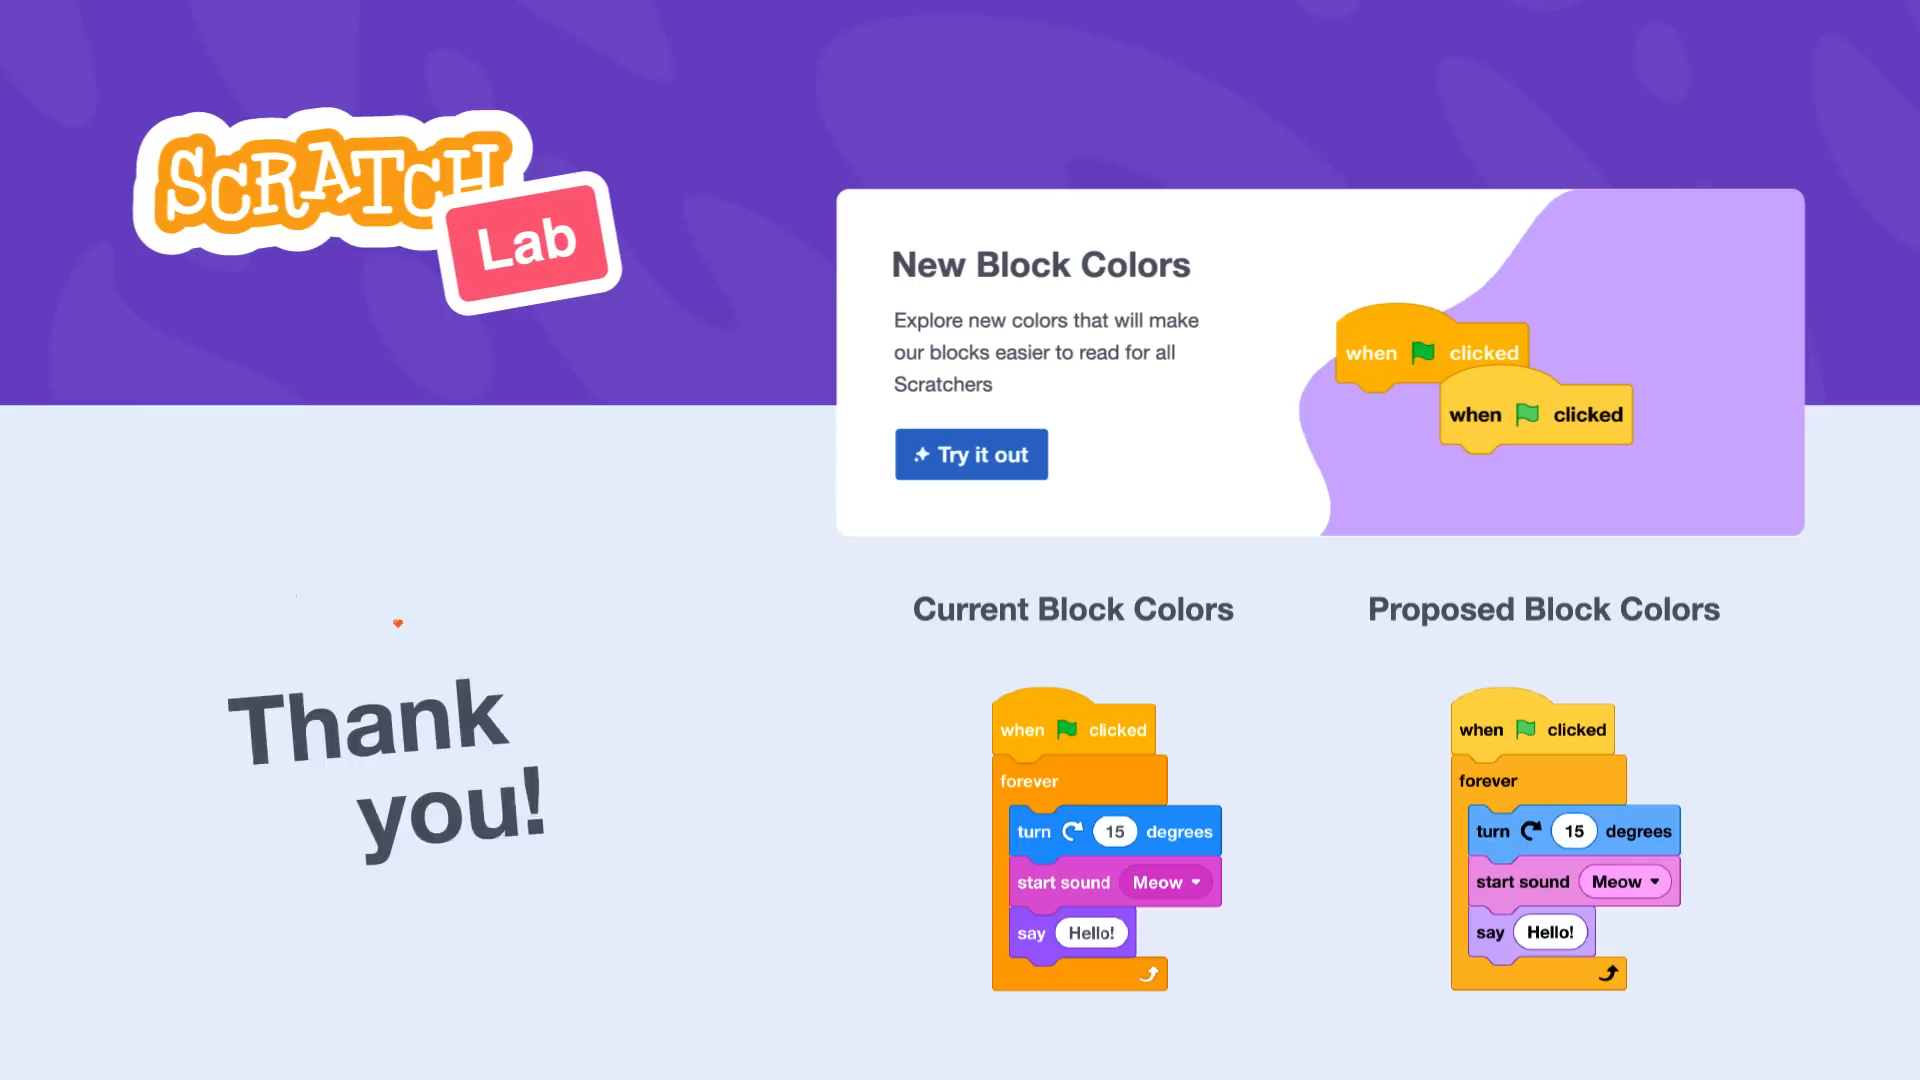 SCRATCH
Lab
New Block Colors
Explore new colors that will make
our blocks easier to read for all
Scratchers
Try it out
when clicked
when clicked
Thank
you!
Current Block Colors
when clicked
forever
turn 15 degrees
start sound Meow
say Hello!
Proposed Block Colors
when clicked
forever
turn 15 degrees
start sound Meow
say Hello!